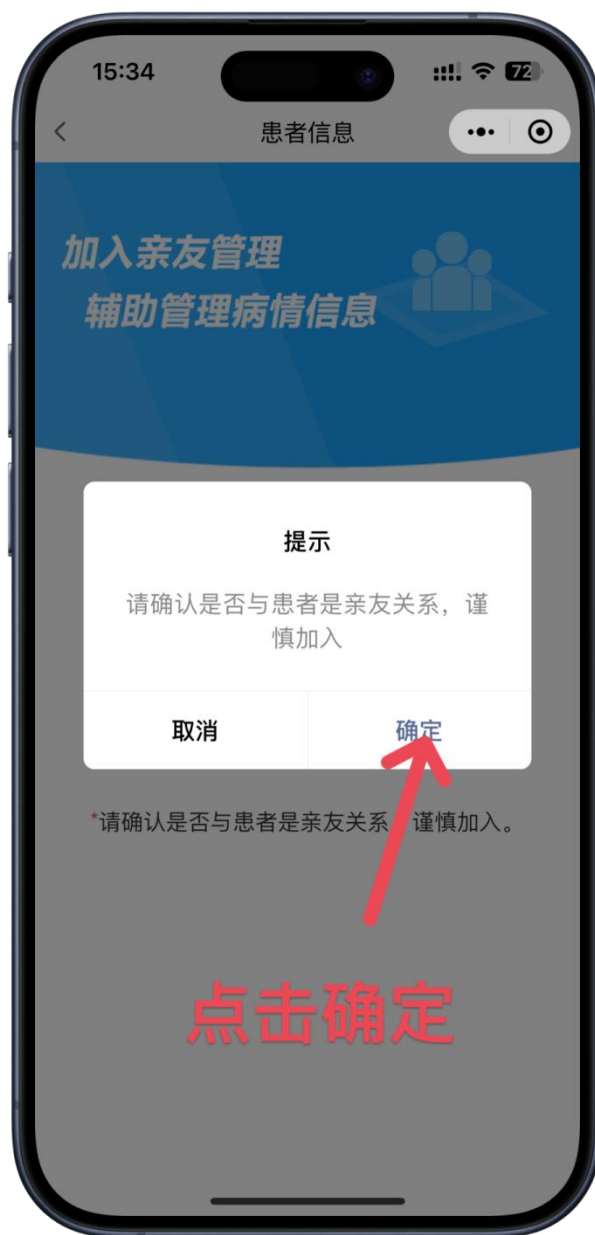 15:34
72
患者信息
加入亲友管理
辅助管理病情信息
提示
请确认是否与患者是亲友关系，谨
慎加入
取消
确定
*请确认是否与患者是亲友关系，谨慎加入。
点击确定